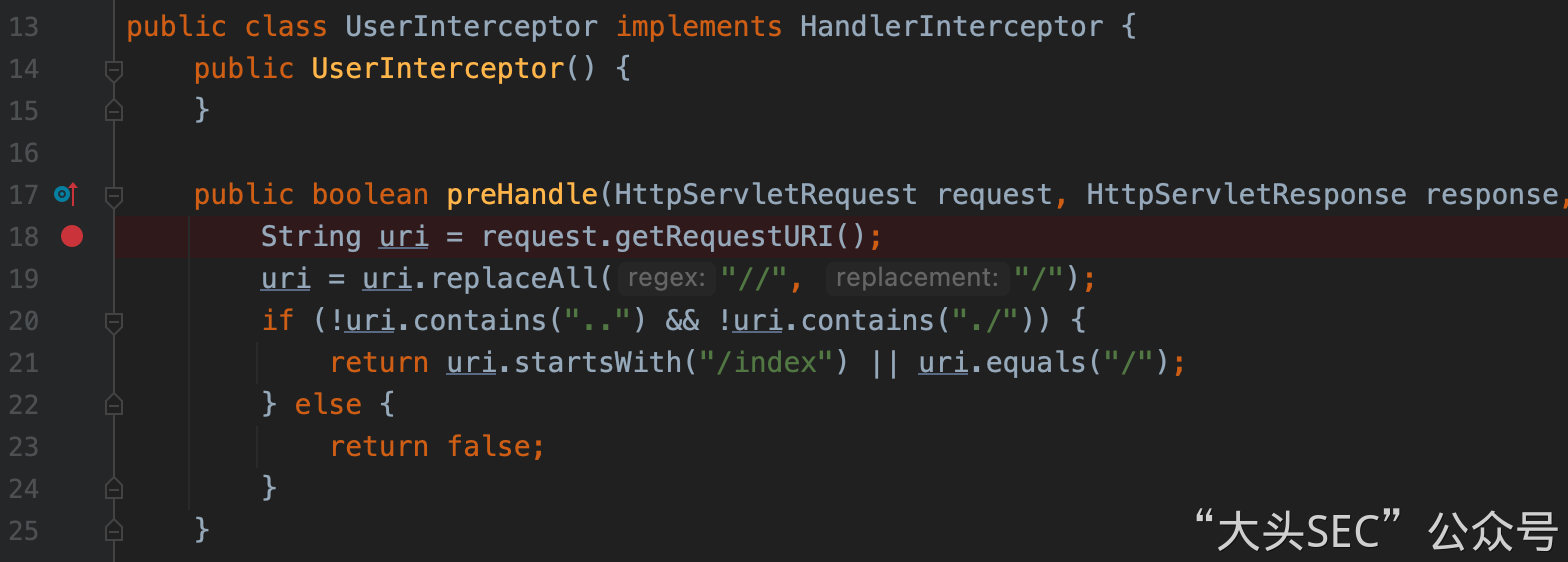 13 public class UserInterceptor implements HandlerInterceptor {
14     public UserInterceptor() {
15     }
16
17     public boolean preHandle(HttpServletRequest request, HttpServletResponse response,
18         String uri = request.getRequestURI();
19         uri = uri.replaceAll( regex: "//", replacement: "/");
20         if (!uri.contains("..") && !uri.contains("./")) {
21             return uri.startsWith("/index") || uri.equals("/");
22         } else {
23             return false;
24         }
25     }
“大头SEC”公众号